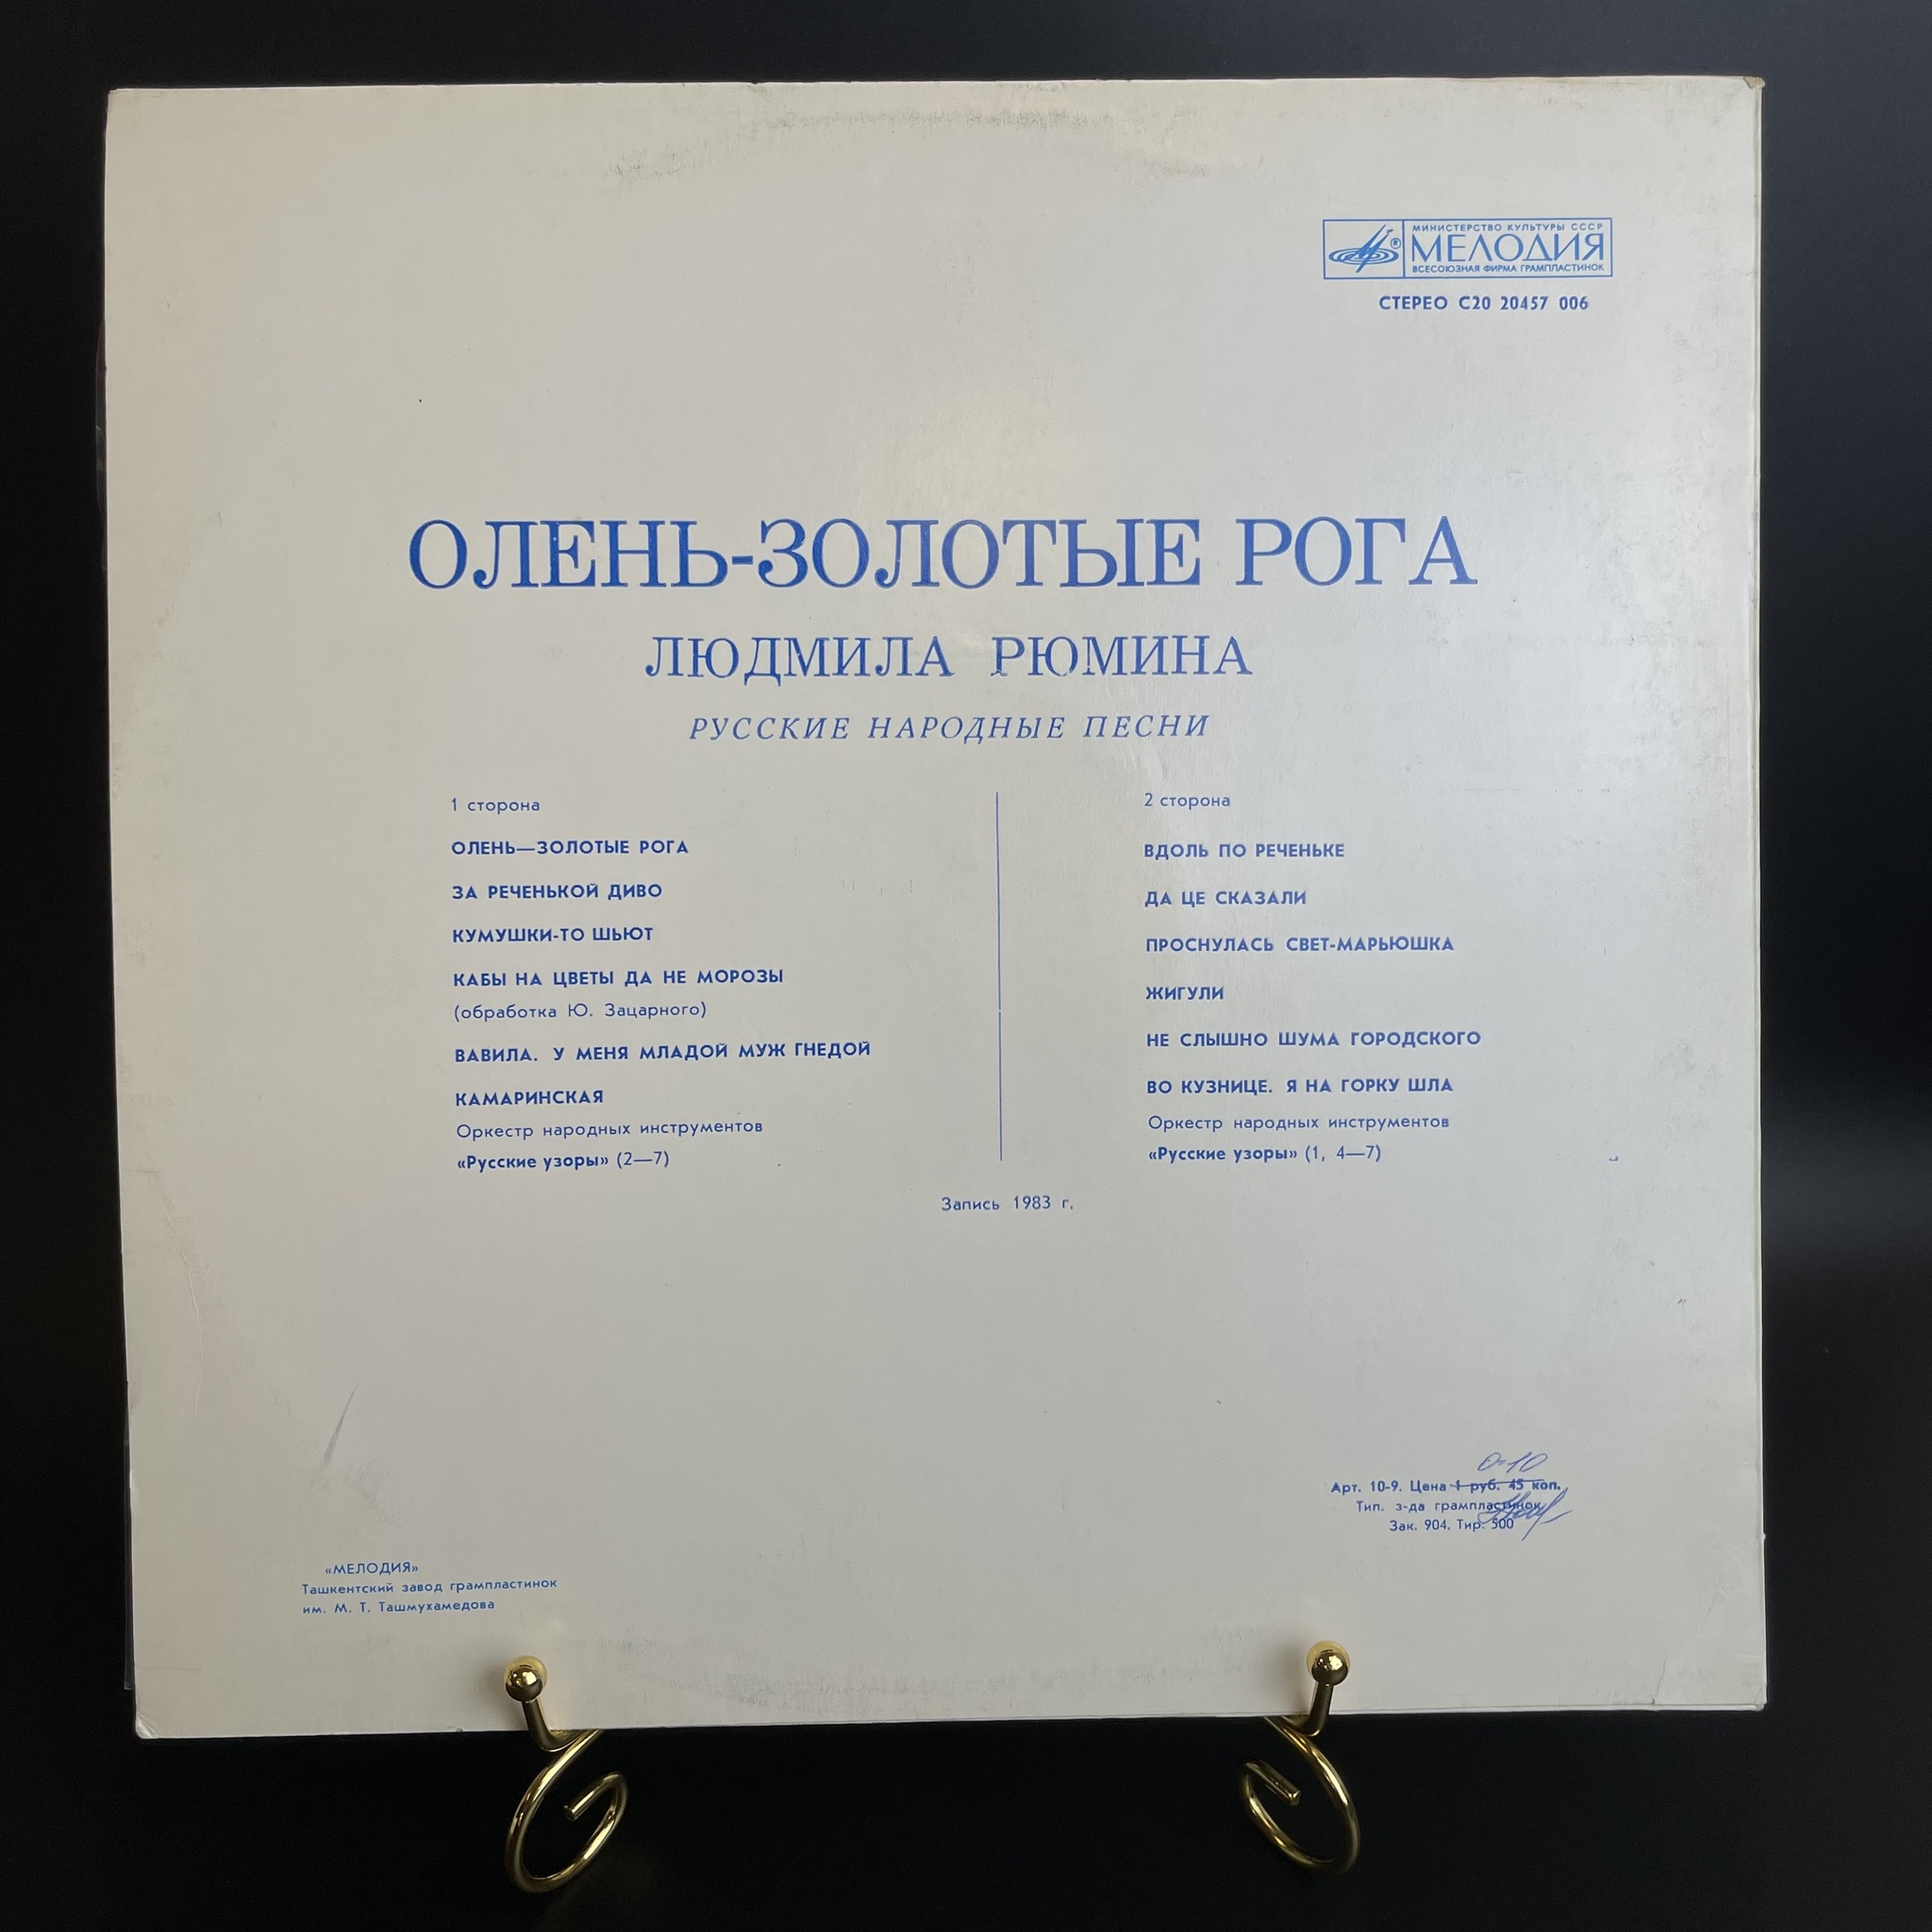 МИНИСТЕРСТВО КУЛЬТУРЫ СССР
МЕЛОДИЯ
ВСЕСОЮЗНАЯ ФИРМА ГРАМПЛАСТИНОК
СТЕРЕО С20 20457 006
ОЛЕНЬ-ЗОЛОТЫЕ РОГА
ЛЮДМИЛА РЮМИНА
РУССКИЕ НАРОДНЫЕ ПЕСНИ
1 сторона
ОЛЕНЬ—ЗОЛОТЫЕ РОГА
ЗА РЕЧЕНЬКОЙ ДИВО
КУМУШКИ-ТО ШЬЮТ
КАБЫ НА ЦВЕТЫ ДА НЕ МОРОЗЫ
(обработка Ю. Зацарного)
ВАВИЛА. У МЕНЯ МЛАДОЙ МУЖ ГНЕДОЙ
КАМАРИНСКАЯ
Оркестр народных инструментов
«Русские узоры» (2—7)
2 сторона
ВДОЛЬ ПО РЕЧЕНЬКЕ
ДА ЦЕ СКАЗАЛИ
ПРОСНУЛАСЬ СВЕТ-МАРЬЮШКА
ЖИГУЛИ
НЕ СЛЫШНО ШУМА ГОРОДСКОГО
ВО КУЗНИЦЕ. Я НА ГОРКУ ШЛА
Оркестр народных инструментов
«Русские узоры» (1, 4—7)
Запись 1983 г.
0-10
Арт. 10-9. Цена 1 руб. 45 коп.
Тип. з-да грампластинок
Зак. 904. Тир. 500
«МЕЛОДИЯ»
Ташкентский завод грампластинок
им. М. Т. Ташмухамедова